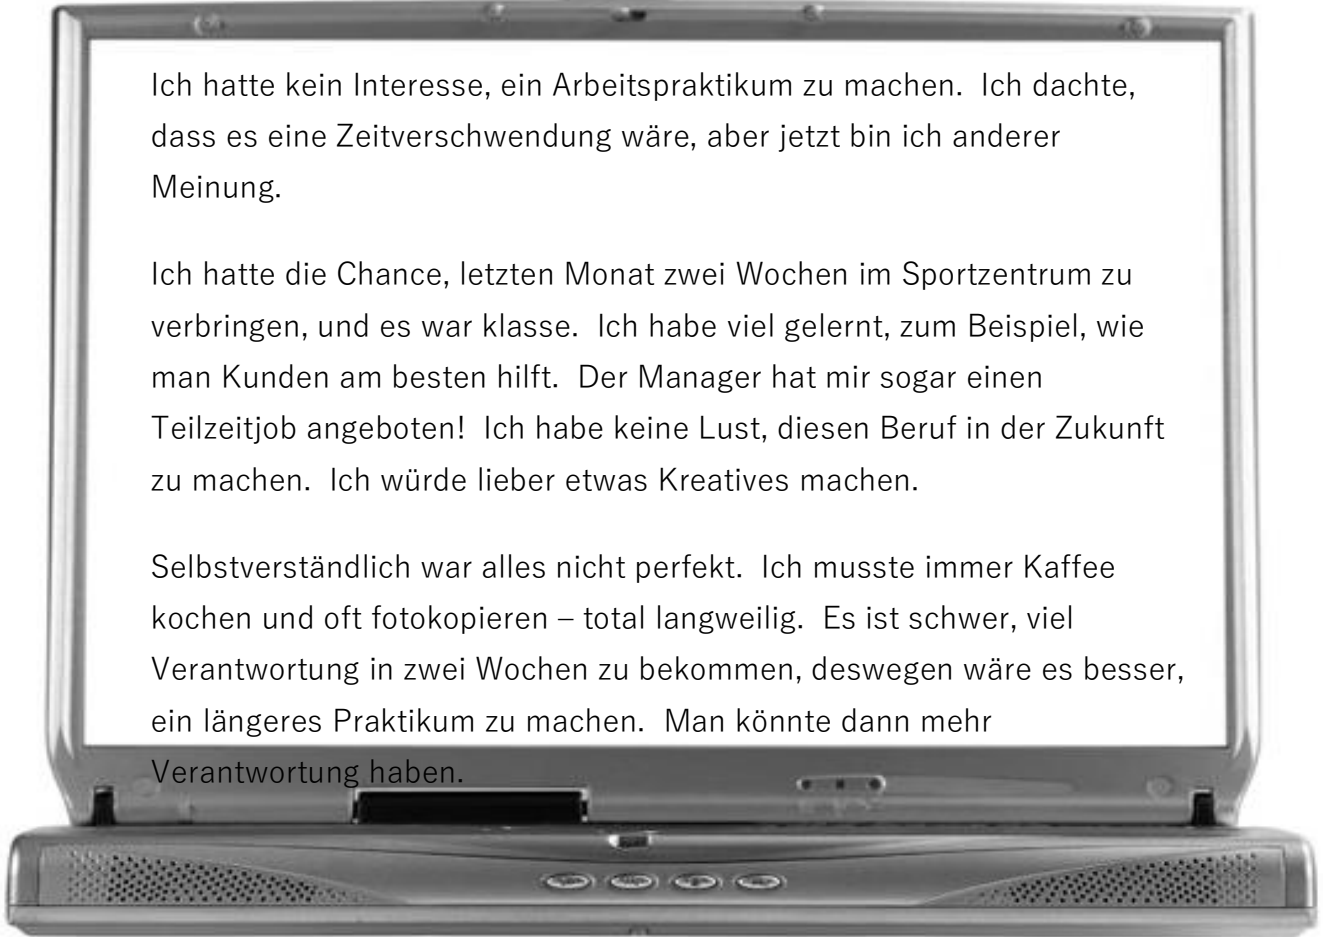 Ich hatte kein Interesse, ein Arbeitspraktikum zu machen.  Ich dachte,
dass es eine Zeitverschwendung wäre, aber jetzt bin ich anderer
Meinung.
Ich hatte die Chance, letzten Monat zwei Wochen im Sportzentrum zu
verbringen, und es war klasse.  Ich habe viel gelernt, zum Beispiel, wie
man Kunden am besten hilft.  Der Manager hat mir sogar einen
Teilzeitjob angeboten!  Ich habe keine Lust, diesen Beruf in der Zukunft
zu machen.  Ich würde lieber etwas Kreatives machen.
Selbstverständlich war alles nicht perfekt.  Ich musste immer Kaffee
kochen und oft fotokopieren – total langweilig.  Es ist schwer, viel
Verantwortung in zwei Wochen zu bekommen, deswegen wäre es besser,
ein längeres Praktikum zu machen.  Man könnte dann mehr
Verantwortung haben.